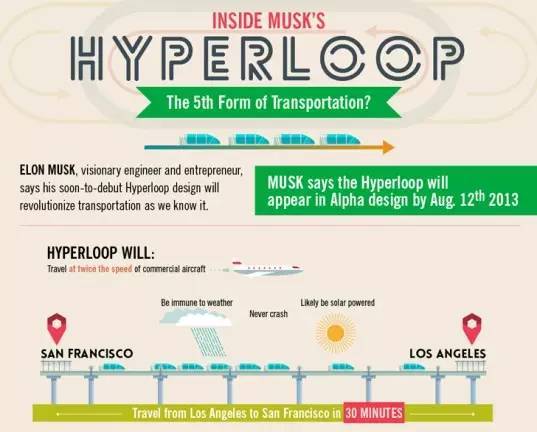 INSIDE MUSK'S
HYPERLOOP
The 5th Form of Transportation?
ELON MUSK, visionary engineer and entrepreneur,
says his soon-to-debut Hyperloop design will
revolutionize transportation as we know it.
MUSK says the Hyperloop will
appear in Alpha design by Aug. 12th 2013
HYPERLOOP WILL:
Travel at twice the speed of commercial aircraft
Be immune to weather
Never crash
Likely be solar powered
SAN FRANCISCO
LOS ANGELES
Travel from Los Angeles to San Francisco in 30 MINUTES